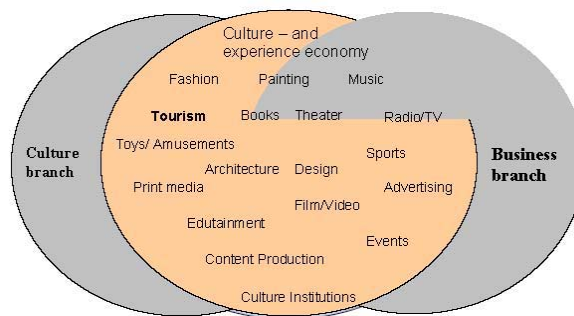 Culture – and
experience economy
Fashion Painting Music
Tourism Books Theater Radio/TV
Toys/ Amusements
Sports
Culture
branch
Business
branch
Architecture Design
Print media
Advertising
Film/Video
Edutainment
Events
Content Production
Culture Institutions